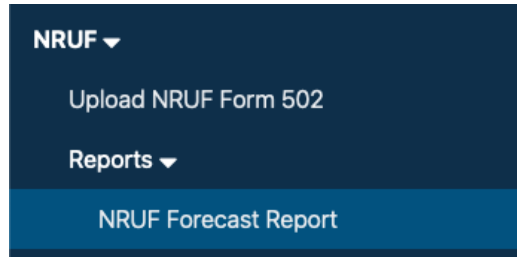 NRUF
Upload NRUF Form 502
Reports
NRUF Forecast Report